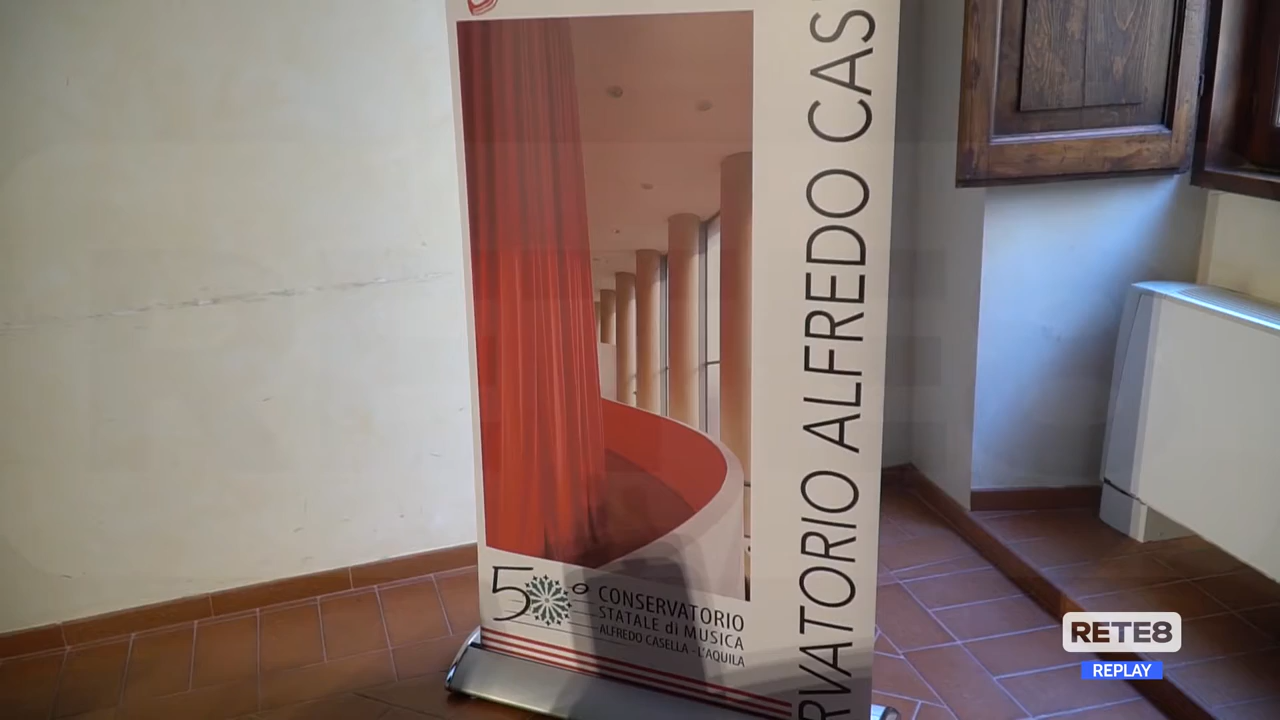 RVATORIO ALFREDO CAS
50°
CONSERVATORIO
STATALE di MUSICA
ALFREDO CASELLA - L'AQUILA
RETE8
REPLAY